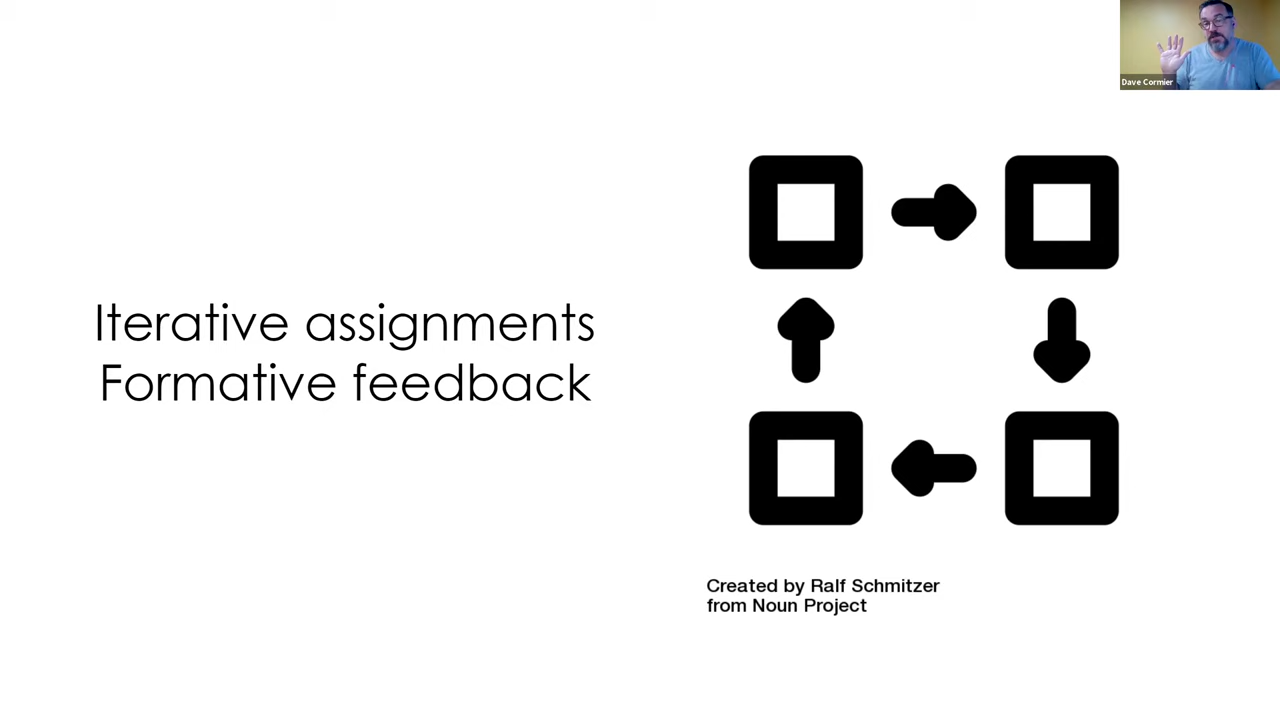 Dave Cormier
Iterative assignments
Formative feedback
Created by Ralf Schmitzer
from Noun Project